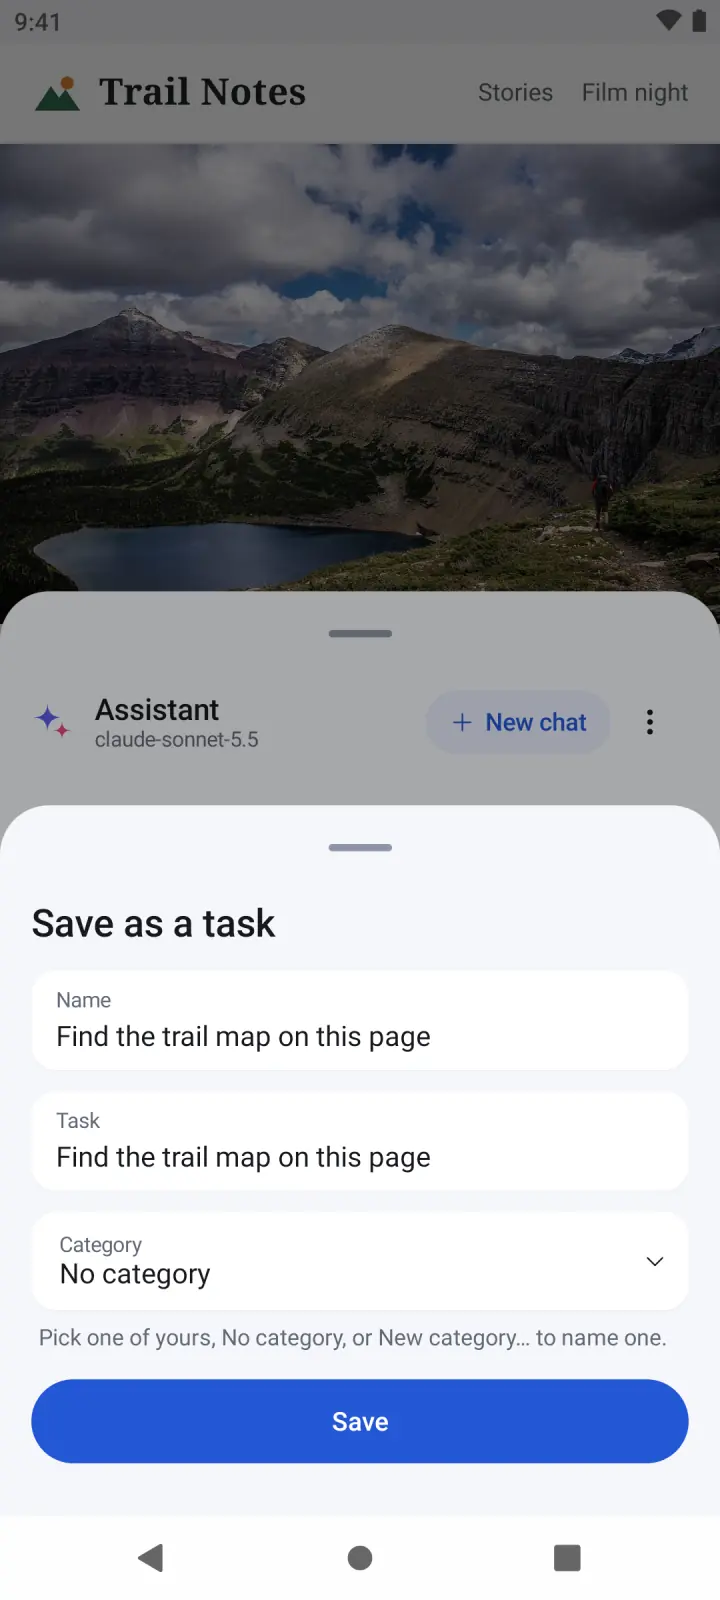 9:41
Trail Notes
Stories
Film night
Assistant
claude-sonnet-5.5
+ New chat
Save as a task
Name
Find the trail map on this page
Task
Find the trail map on this page
Category
No category
Pick one of yours, No category, or New category... to name one.
Save